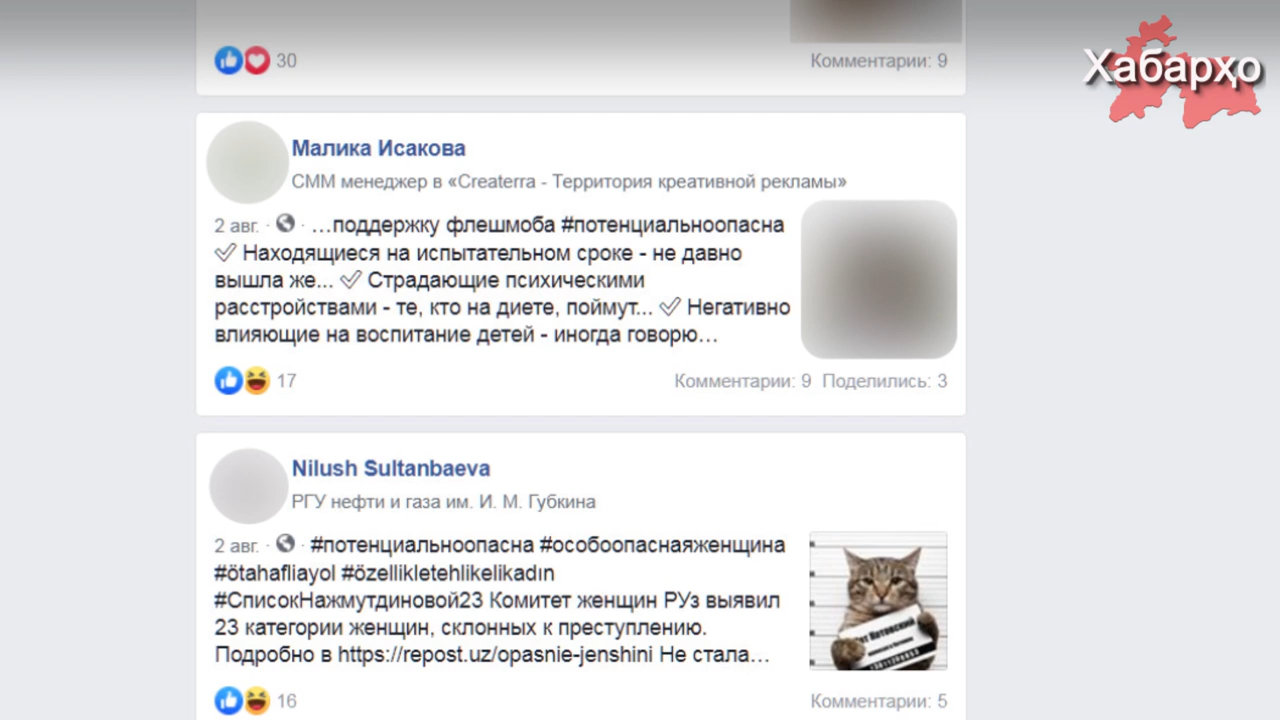 Хабарҳо
30
Комментарии: 9
Малика Исакова
СММ менеджер в «Createrra - Территория креативной рекламы»
2 авг. · · …поддержку флешмоба #потенциальноопасна
✓ Находящиеся на испытательном сроке - не давно
вышла же... ✓ Страдающие психическими
расстройствами - те, кто на диете, поймут... ✓ Негативно
влияющие на воспитание детей - иногда говорю…
17
Комментарии: 9 Поделились: 3
Nilush Sultanbaeva
РГУ нефти и газа им. И. М. Губкина
2 авг. · · #потенциальноопасна #особоопаснаяженщина
#ötahafliayol #özellikletehlikelikadın
#СписокНажмутдиновой23 Комитет женщин РУз выявил
23 категории женщин, склонных к преступлению.
Подробно в https://repost.uz/opasnie-jenshini Не стала…
16
Комментарии: 5